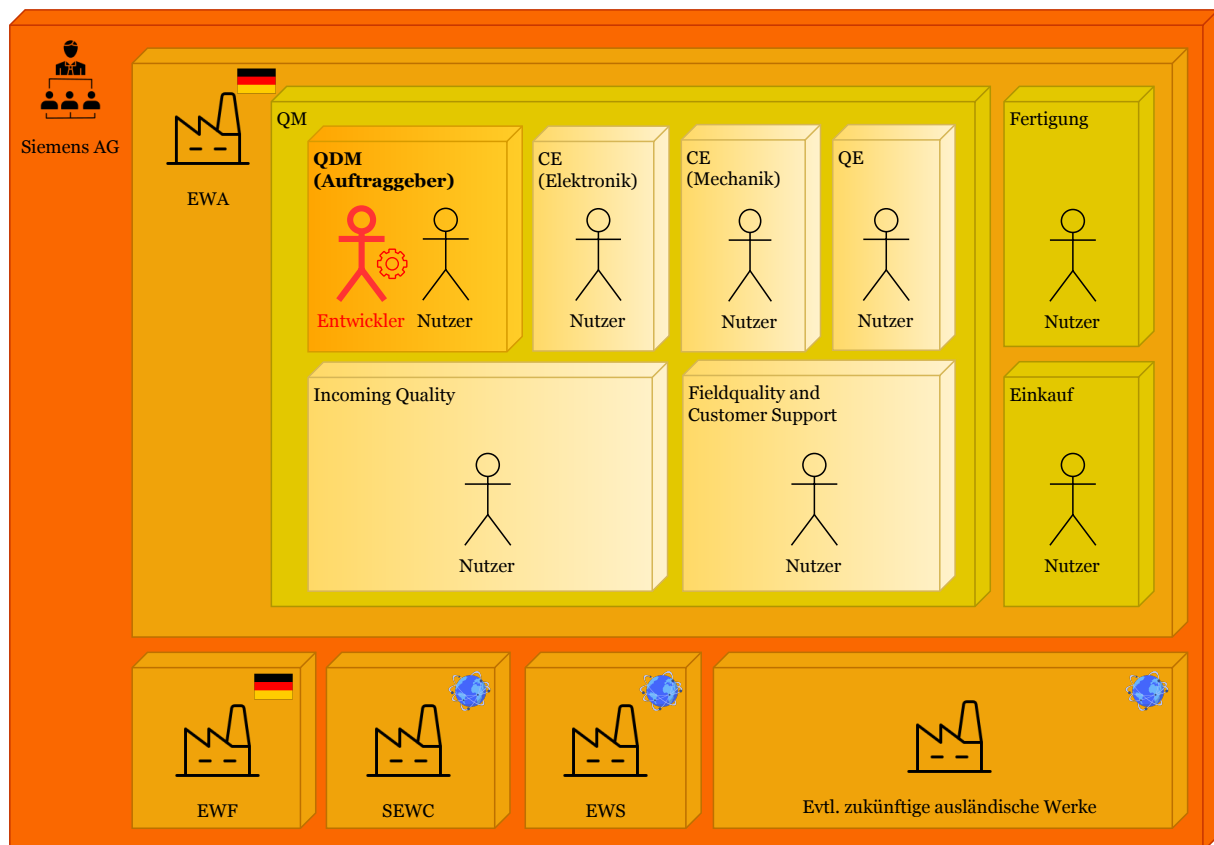 Siemens AG
EWA
QM
QDM
(Auftraggeber)
Entwickler
Nutzer
CE
(Elektronik)
Nutzer
CE
(Mechanik)
Nutzer
QE
Nutzer
Fertigung
Nutzer
Incoming Quality
Nutzer
Fieldquality and
Customer Support
Nutzer
Einkauf
Nutzer
EWF
SEWC
EWS
Evtl. zukünftige ausländische Werke